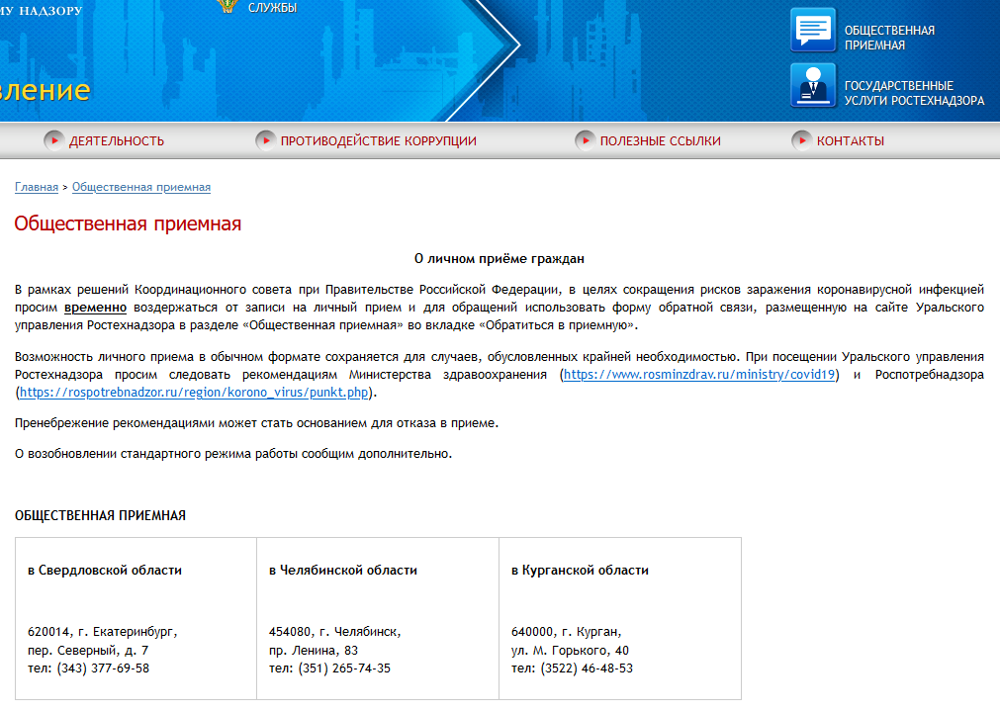 МУ НАДЗОРУ
СЛУЖБЫ
ОБЩЕСТВЕННАЯ
ПРИЕМНАЯ
вление
ГОСУДАРСТВЕННЫЕ
УСЛУГИ РОСТЕХНАДЗОРА
ДЕЯТЕЛЬНОСТЬ
ПРОТИВОДЕЙСТВИЕ КОРРУПЦИИ
ПОЛЕЗНЫЕ ССЫЛКИ
КОНТАКТЫ
Главная > Общественная приемная
Общественная приемная
О личном приёме граждан
В рамках решений Координационного совета при Правительстве Российской Федерации, в целях сокращения рисков заражения коронавирусной инфекцией
просим временно воздержаться от записи на личный прием и для обращений использовать форму обратной связи, размещенную на сайте Уральского
управления Ростехнадзора в разделе «Общественная приемная» во вкладке «Обратиться в приемную».
Возможность личного приема в обычном формате сохраняется для случаев, обусловленных крайней необходимостью. При посещении Уральского управления
Ростехнадзора просим следовать рекомендациям Министерства здравоохранения (https://www.rosminzdrav.ru/ministry/covid19) и Роспотребнадзора
(https://rospotrebnadzor.ru/region/korono_virus/punkt.php).
Пренебрежение рекомендациями может стать основанием для отказа в приеме.
О возобновлении стандартного режима работы сообщим дополнительно.
ОБЩЕСТВЕННАЯ ПРИЕМНАЯ
в Свердловской области
620014, г. Екатеринбург,
пер. Северный, д. 7
тел: (343) 377-69-58
в Челябинской области
454080, г. Челябинск,
пр. Ленина, 83
тел: (351) 265-74-35
в Курганской области
640000, г. Курган,
ул. М. Горького, 40
тел: (3522) 46-48-53